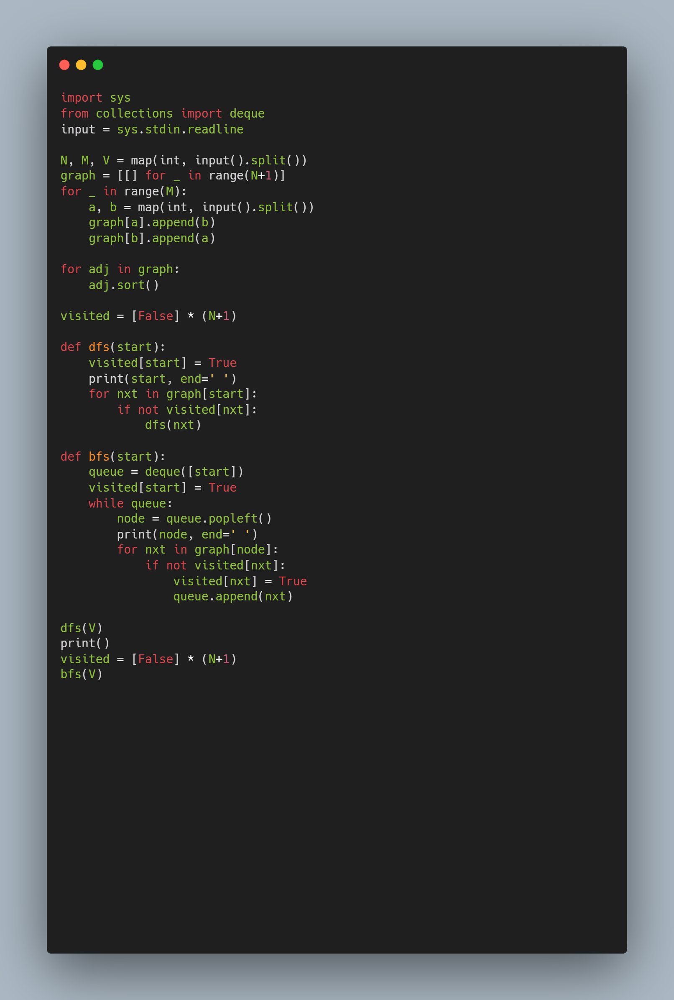 import sys
from collections import deque
input = sys.stdin.readline

N, M, V = map(int, input().split())
graph = [[] for _ in range(N+1)]
for _ in range(M):
    a, b = map(int, input().split())
    graph[a].append(b)
    graph[b].append(a)

for adj in graph:
    adj.sort()

visited = [False] * (N+1)

def dfs(start):
    visited[start] = True
    print(start, end=' ')
    for nxt in graph[start]:
        if not visited[nxt]:
            dfs(nxt)

def bfs(start):
    queue = deque([start])
    visited[start] = True
    while queue:
        node = queue.popleft()
        print(node, end=' ')
        for nxt in graph[node]:
            if not visited[nxt]:
                visited[nxt] = True
                queue.append(nxt)

dfs(V)
print()
visited = [False] * (N+1)
bfs(V)